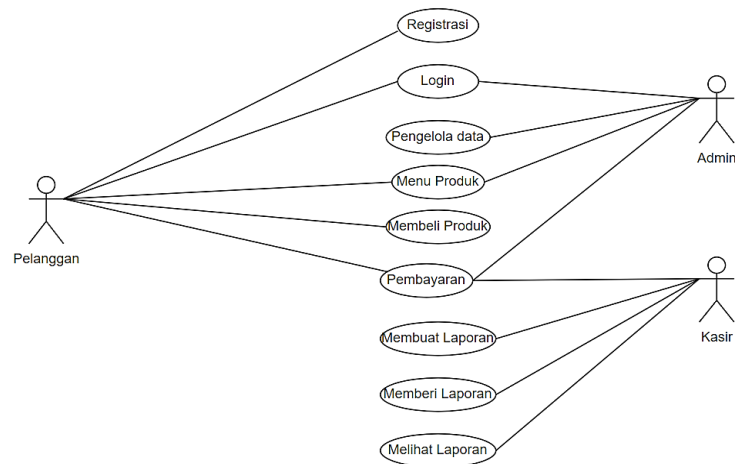 Registrasi
Login
Pengelola data
Admin
Menu Produk
Membeli Produk
Pelanggan
Pembayaran
Membuat Laporan
Kasir
Memberi Laporan
Melihat Laporan